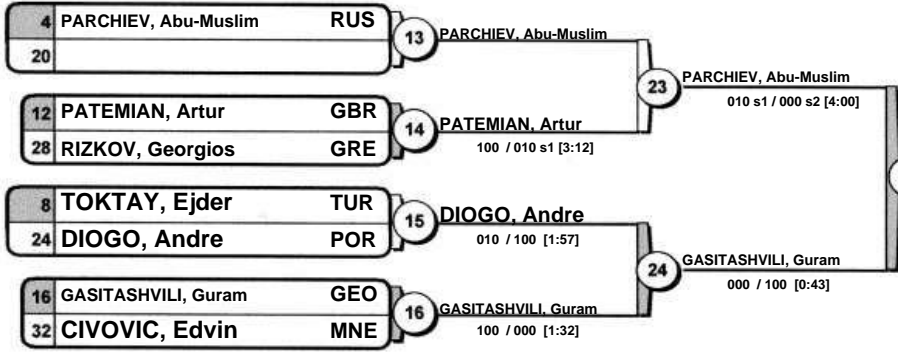 4 PARCHIEV, Abu-Muslim RUS
20
13 PARCHIEV, Abu-Muslim
12 PATEMIAN, Artur GBR
28 RIZKOV, Georgios GRE
14 PATEMIAN, Artur
100 / 010 s1 [3:12]
23 PARCHIEV, Abu-Muslim
010 s1 / 000 s2 [4:00]
8 TOKTAY, Ejder TUR
24 DIOGO, Andre POR
15 DIOGO, Andre
010 / 100 [1:57]
16 GASITASHVILI, Guram GEO
32 CIVOVIC, Edvin MNE
16 GASITASHVILI, Guram
100 / 000 [1:32]
24 GASITASHVILI, Guram
000 / 100 [0:43]